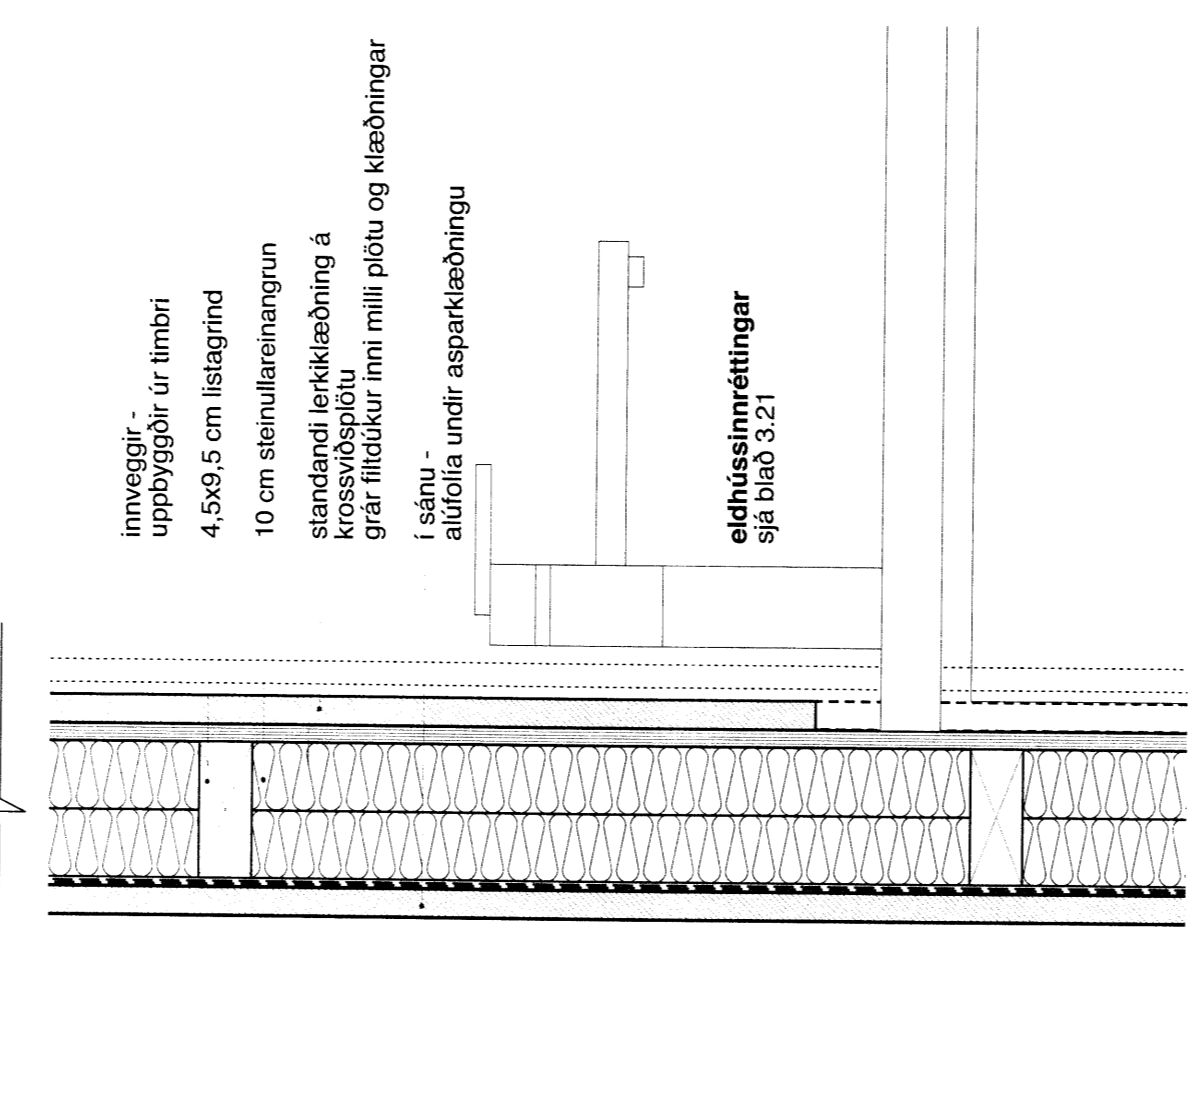 innveggir -
uppbyggðir úr timbri
4,5x9,5 cm listagrind
10 cm steinullareinangrun
standandi lerkiklæðning á
krossviðsplötu
grár filtdúkur inni milli plötu og klæðningar
í sánu -
alúfolía undir asparklæðningu
eldhússinnréttingar
sjá blað 3.21